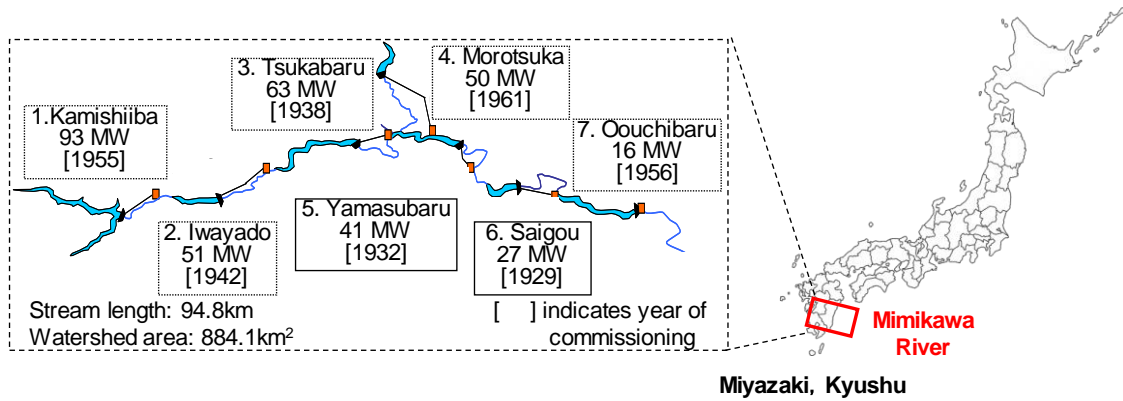 1.Kamishiiba
93 MW
[1955]
3. Tsukabaru
63 MW
[1938]
4. Morotsuka
50 MW
[1961]
7. Oouchibaru
16 MW
[1956]
2. Iwayado
51 MW
[1942]
5. Yamasubaru
41 MW
[1932]
6. Saigou
27 MW
[1929]
Stream length: 94.8km
Watershed area: 884.1km²
[ ] indicates year of
commissioning
Mimikawa
River
Miyazaki, Kyushu